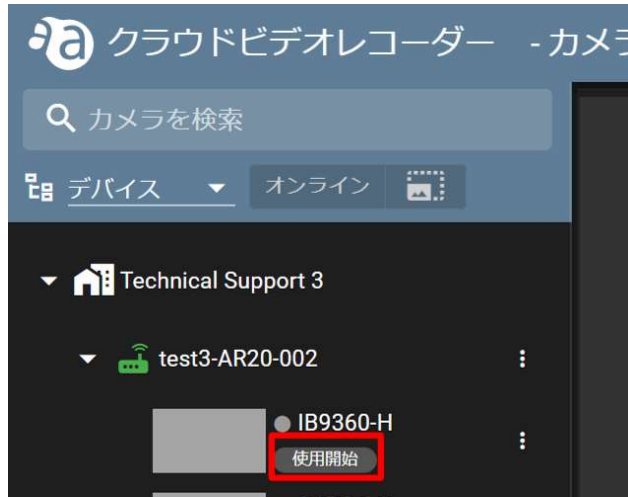 クラウドビデオレコーダー - カメラ
カメラを検索
デバイス オンライン
Technical Support 3
test3-AR20-002
IB9360-H
使用開始